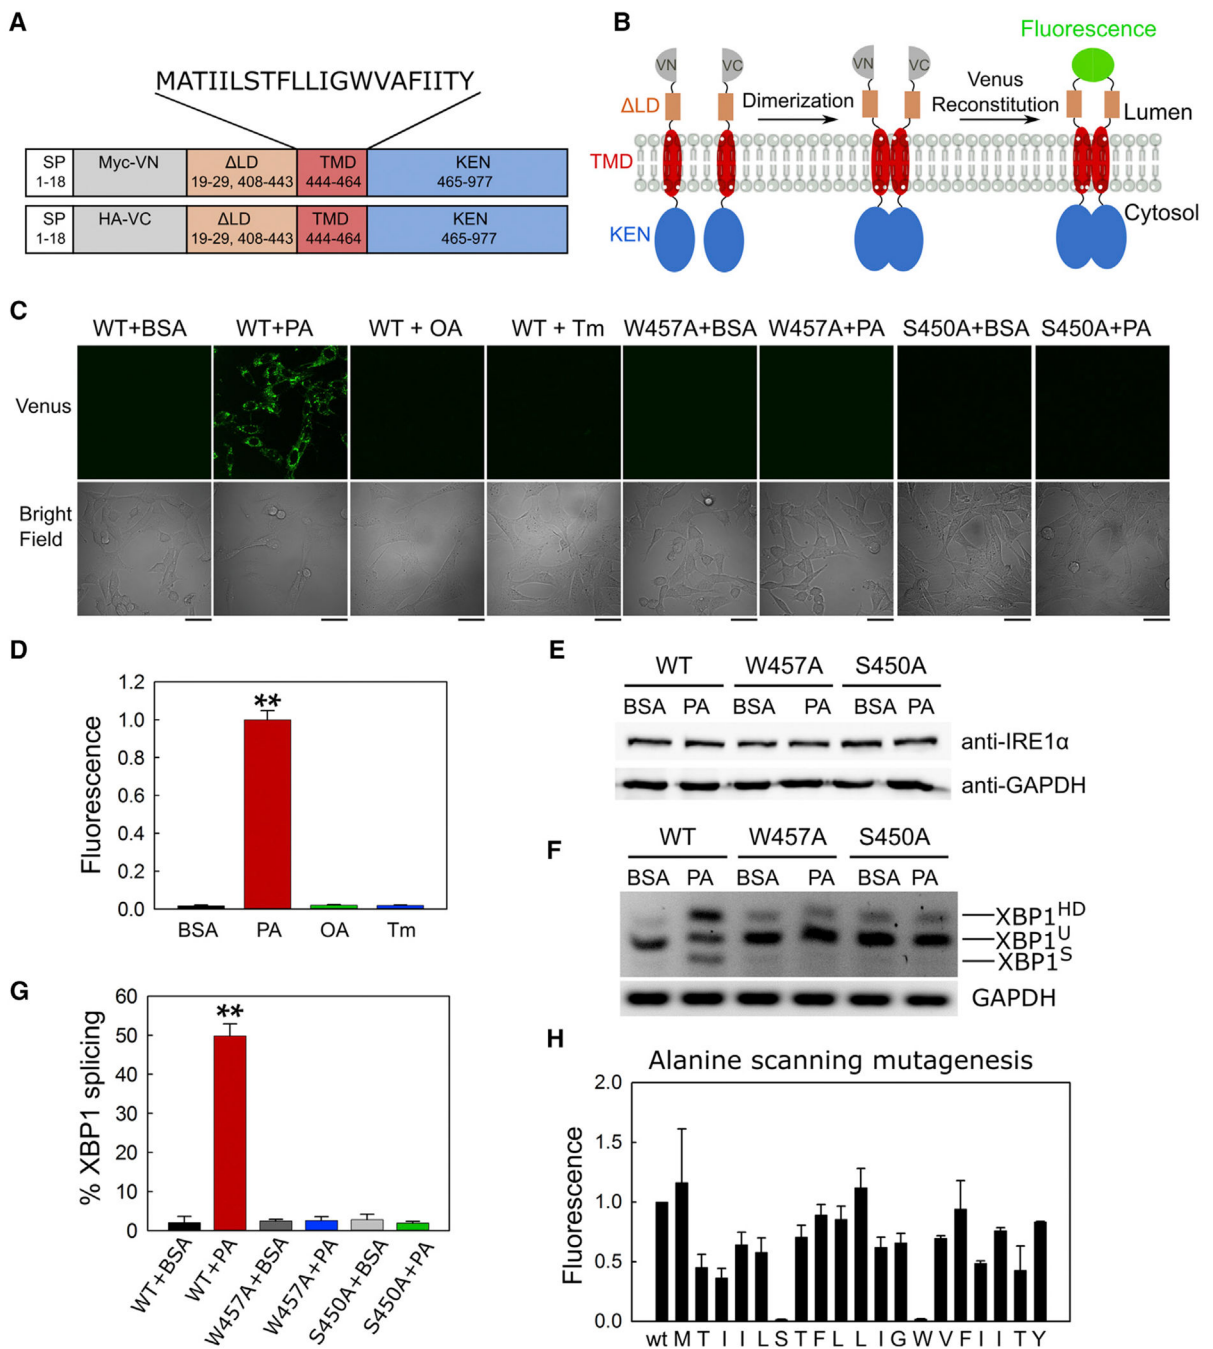 A
MATIILSTFLLIGWVAFIITY
SP
1-18
Myc-VN
ΔLD
19-29, 408-443
TMD
444-464
KEN
465-977
SP
1-18
HA-VC
ΔLD
19-29, 408-443
TMD
444-464
KEN
465-977
B
Fluorescence
VN
VC
VN
VC
ΔLD
Dimerization
Venus
Reconstitution
Lumen
TMD
Cytosol
KEN
C
WT+BSA
WT+PA
WT + OA
WT + Tm
W457A+BSA
W457A+PA
S450A+BSA
S450A+PA
Venus
Bright
Field
D
Fluorescence
1.2
1.0
0.8
0.6
0.4
0.2
0.0
**
BSA
PA
OA
Tm
E
WT
W457A
S450A
BSA
PA
BSA
PA
BSA
PA
anti-IRE1α
anti-GAPDH
F
WT
W457A
S450A
BSA
PA
BSA
PA
BSA
PA
XBP1HD
XBP1U
XBP1S
GAPDH
G
% XBP1 splicing
60
50
40
30
20
10
0
**
WT+BSA
WT+PA
W457A+BSA
W457A+PA
S450A+BSA
S450A+PA
H
Alanine scanning mutagenesis
Fluorescence
2.0
1.5
1.0
0.5
0.0
wt M T I I L S T F L L I G W V F I I T Y